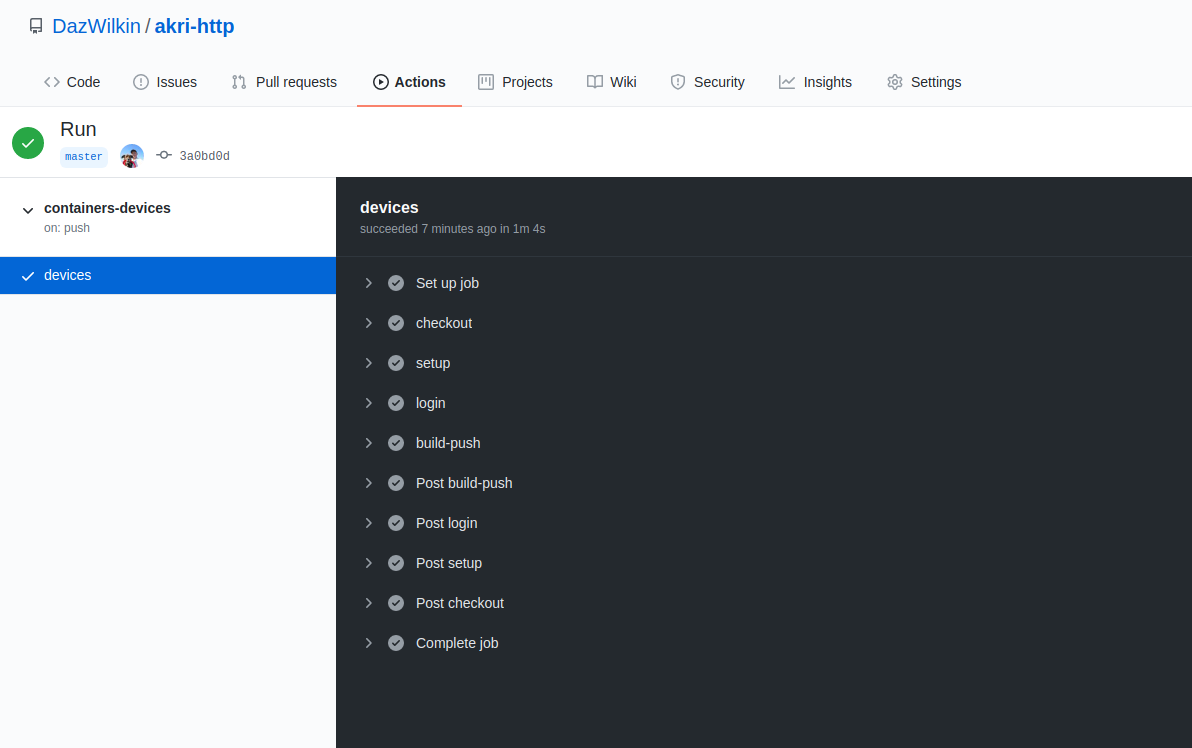 DazWilkin / akri-http
Code Issues Pull requests Actions Projects Wiki Security Insights Settings
Run
master 3a0bd0d
containers-devices
on: push
devices
devices
succeeded 7 minutes ago in 1m 4s
Set up job
checkout
setup
login
build-push
Post build-push
Post login
Post setup
Post checkout
Complete job